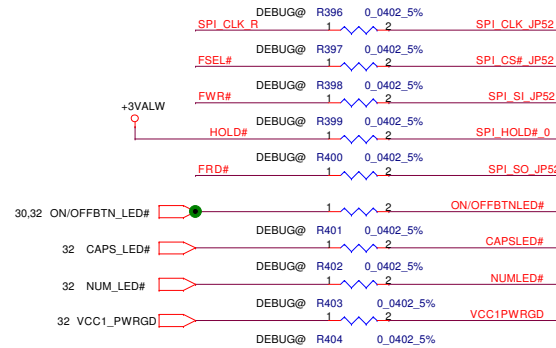 DEBUG@ R396 0_0402_5%
SPI_CLK_R 1 2 SPI_CLK_JP52
DEBUG@ R397 0_0402_5%
FSEL# 1 2 SPI_CS#_JP52
DEBUG@ R398 0_0402_5%
FWR# 1 2 SPI_SI_JP52
+3VALW
DEBUG@ R399 0_0402_5%
HOLD# 1 2 SPI_HOLD#_0
DEBUG@ R400 0_0402_5%
FRD# 1 2 SPI_SO_JP52
30,32 ON/OFFBTN_LED# 1 2 ON/OFFBTNLED#
DEBUG@ R401 0_0402_5%
32 CAPS_LED# 1 2 CAPSLED#
DEBUG@ R402 0_0402_5%
32 NUM_LED# 1 2 NUMLED#
DEBUG@ R403 0_0402_5%
32 VCC1_PWRGD 1 2 VCC1PWRGD
DEBUG@ R404 0_0402_5%